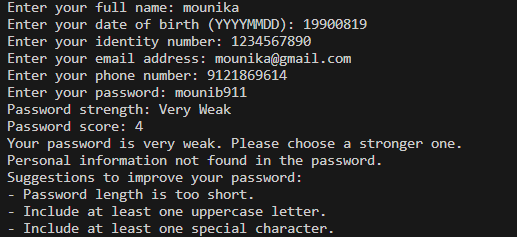 Enter your full name: mounika
Enter your date of birth (YYYYMMDD): 19900819
Enter your identity number: 1234567890
Enter your email address: mounika@gmail.com
Enter your phone number: 9121869614
Enter your password: mounib911
Password strength: Very Weak
Password score: 4
Your password is very weak. Please choose a stronger one.
Personal information not found in the password.
Suggestions to improve your password:
- Password length is too short.
- Include at least one uppercase letter.
- Include at least one special character.